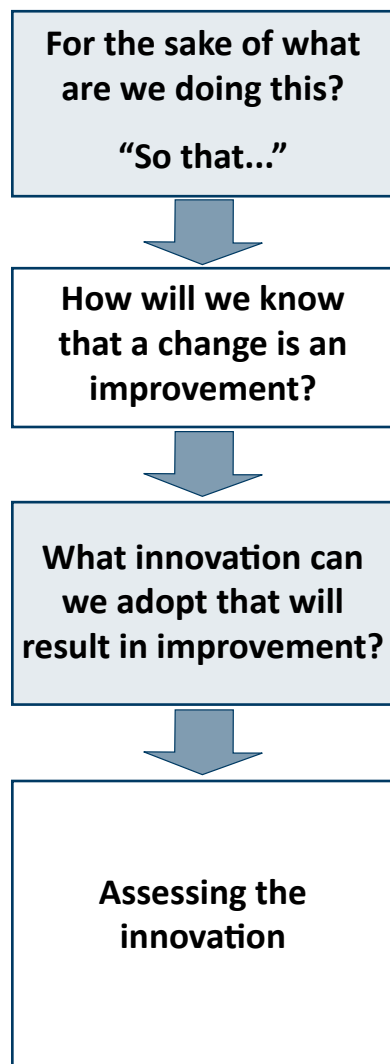 For the sake of what
are we doing this?
“So that...”
How will we know
that a change is an
improvement?
What innovation can
we adopt that will
result in improvement?
Assessing the
innovation